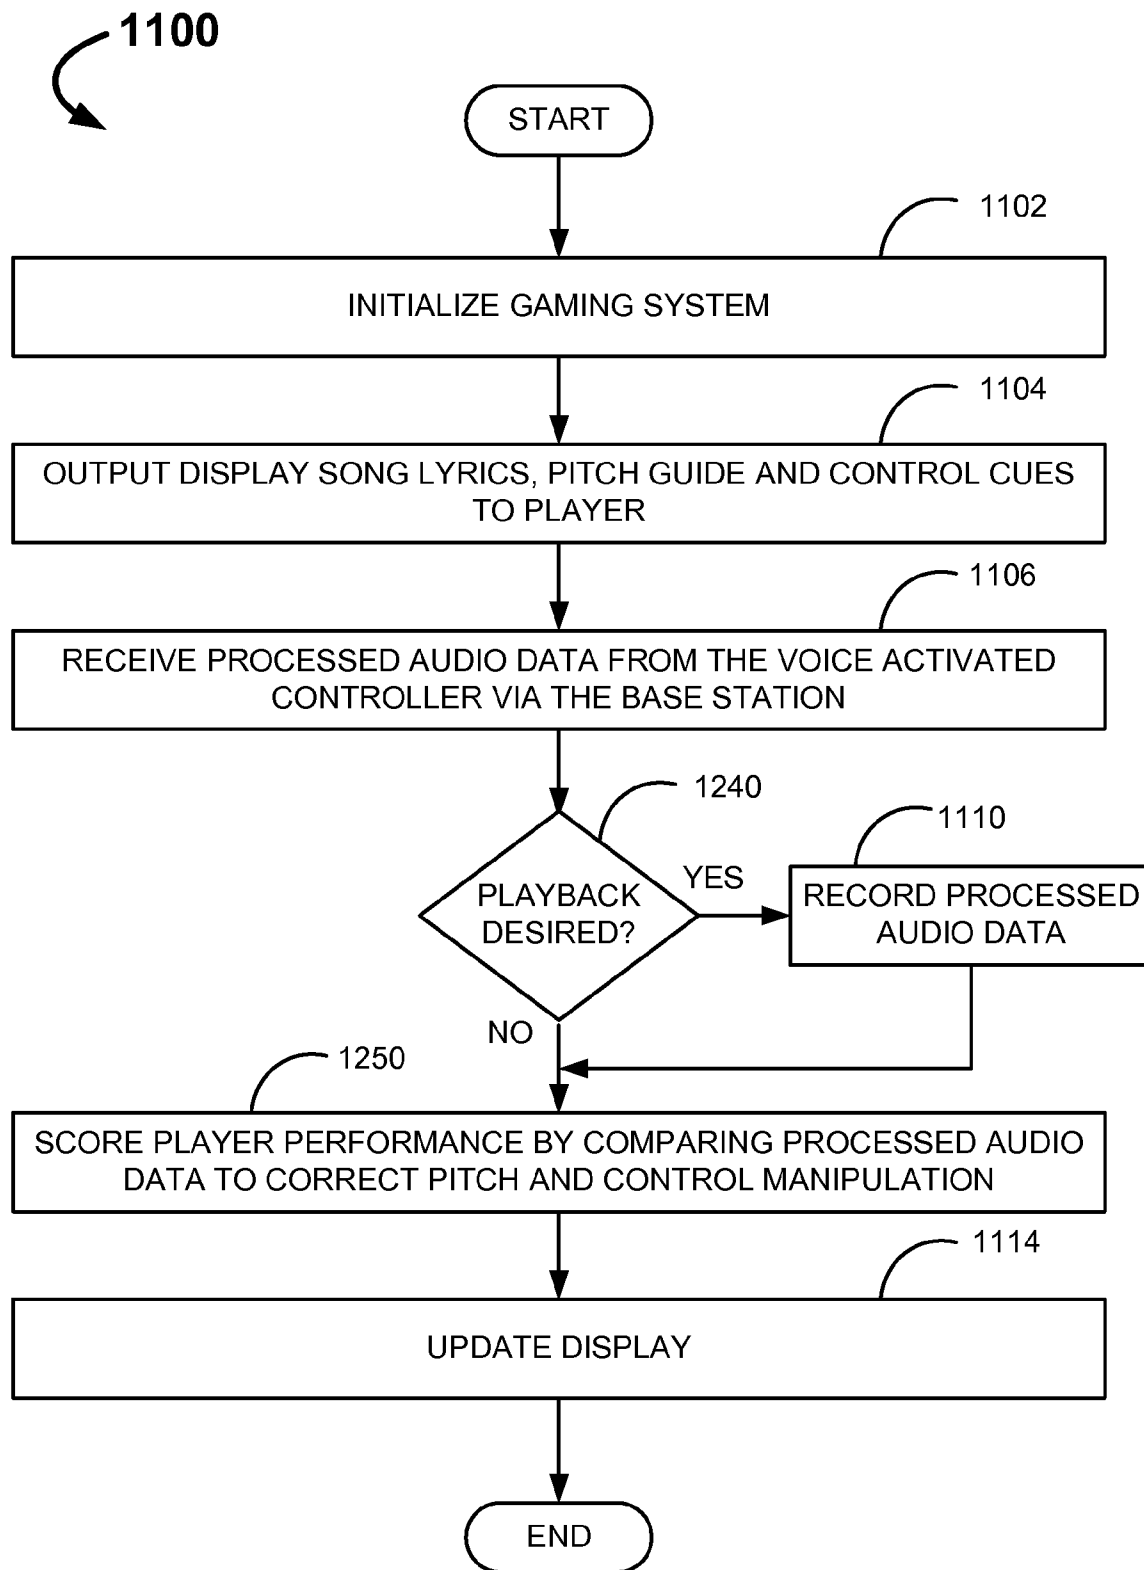 1100
START
1102
INITIALIZE GAMING SYSTEM
1104
OUTPUT DISPLAY SONG LYRICS, PITCH GUIDE AND CONTROL CUES
TO PLAYER
1106
RECEIVE PROCESSED AUDIO DATA FROM THE VOICE ACTIVATED
CONTROLLER VIA THE BASE STATION
1240
PLAYBACK
DESIRED?
YES
1110
RECORD PROCESSED
AUDIO DATA
NO
1250
SCORE PLAYER PERFORMANCE BY COMPARING PROCESSED AUDIO
DATA TO CORRECT PITCH AND CONTROL MANIPULATION
1114
UPDATE DISPLAY
END